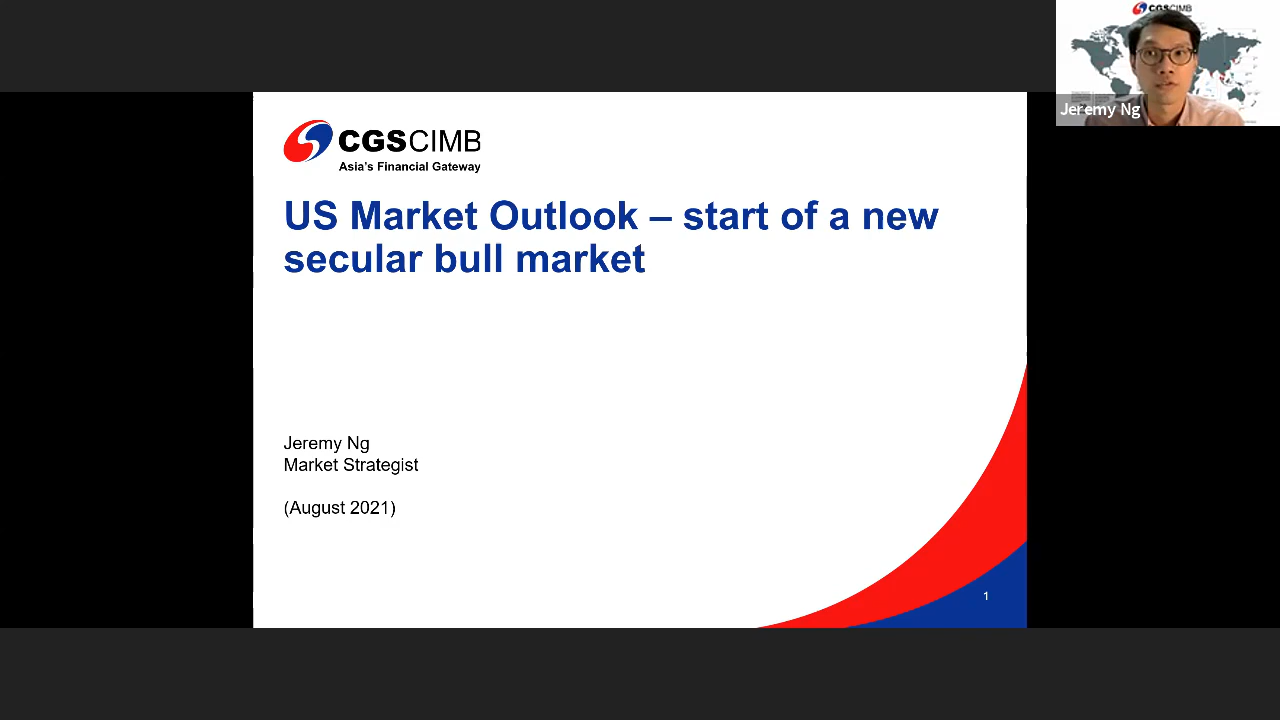 CGSCIMB
Jeremy Ng
CGSCIMB
Asia's Financial Gateway
US Market Outlook – start of a new
secular bull market
Jeremy Ng
Market Strategist
(August 2021)
1